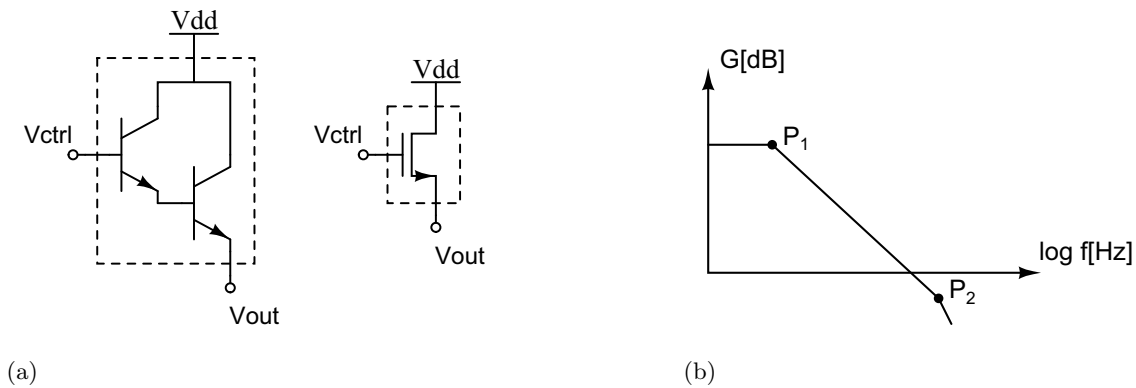 Vdd
Vctrl
Vout
Vdd
Vctrl
Vout
(a)
G[dB]
P₁
log f[Hz]
P₂
(b)